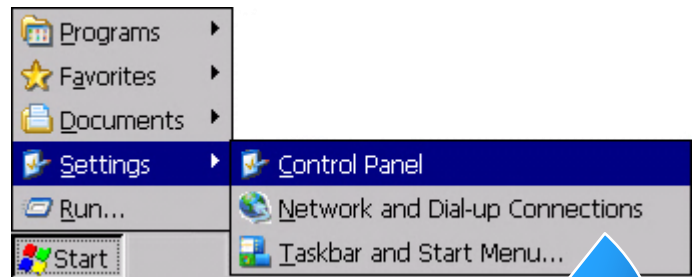 Programs
Favorites
Documents
Settings
Control Panel
Run...
Network and Dial-up Connections
Start
Taskbar and Start Menu...